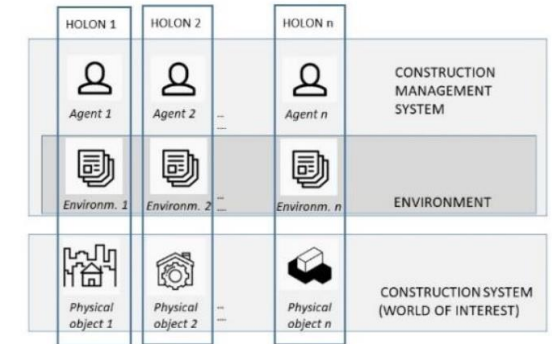 HOLON 1 HOLON 2 HOLON n
CONSTRUCTION
MANAGEMENT
SYSTEM
Agent 1 Agent 2 ... Agent n
....
ENVIRONMENT
Environm. 1 Environm. 2 ... Environm. n
....
CONSTRUCTION SYSTEM
(WORLD OF INTEREST)
Physical Physical ... Physical
object 1 object 2 .... object n